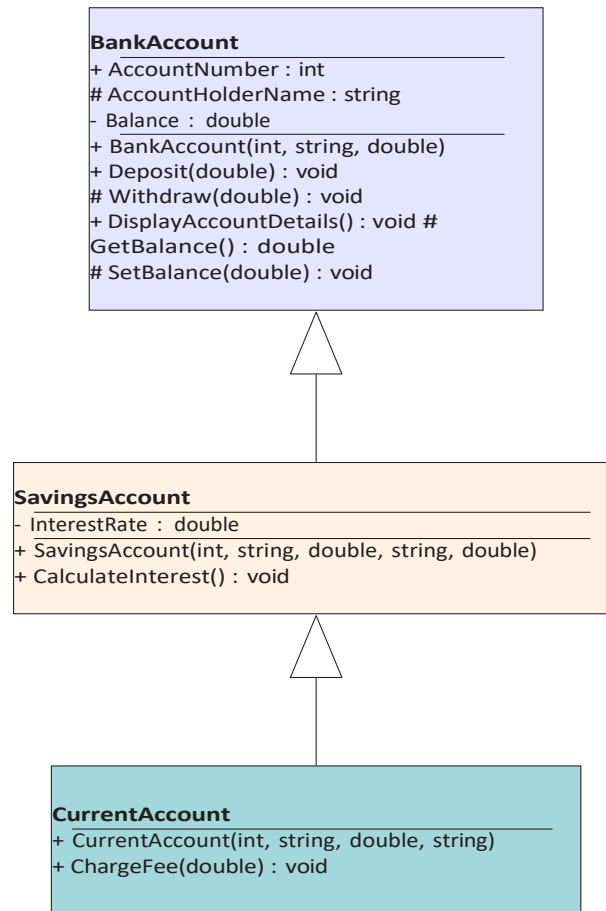 BankAccount
+ AccountNumber : int
# AccountHolderName : string
- Balance : double
+ BankAccount(int, string, double)
+ Deposit(double) : void
# Withdraw(double) : void
+ DisplayAccountDetails() : void #
GetBalance() : double
# SetBalance(double) : void
SavingsAccount
- InterestRate : double
+ SavingsAccount(int, string, double, string, double)
+ CalculateInterest() : void
CurrentAccount
+ CurrentAccount(int, string, double, string)
+ ChargeFee(double) : void